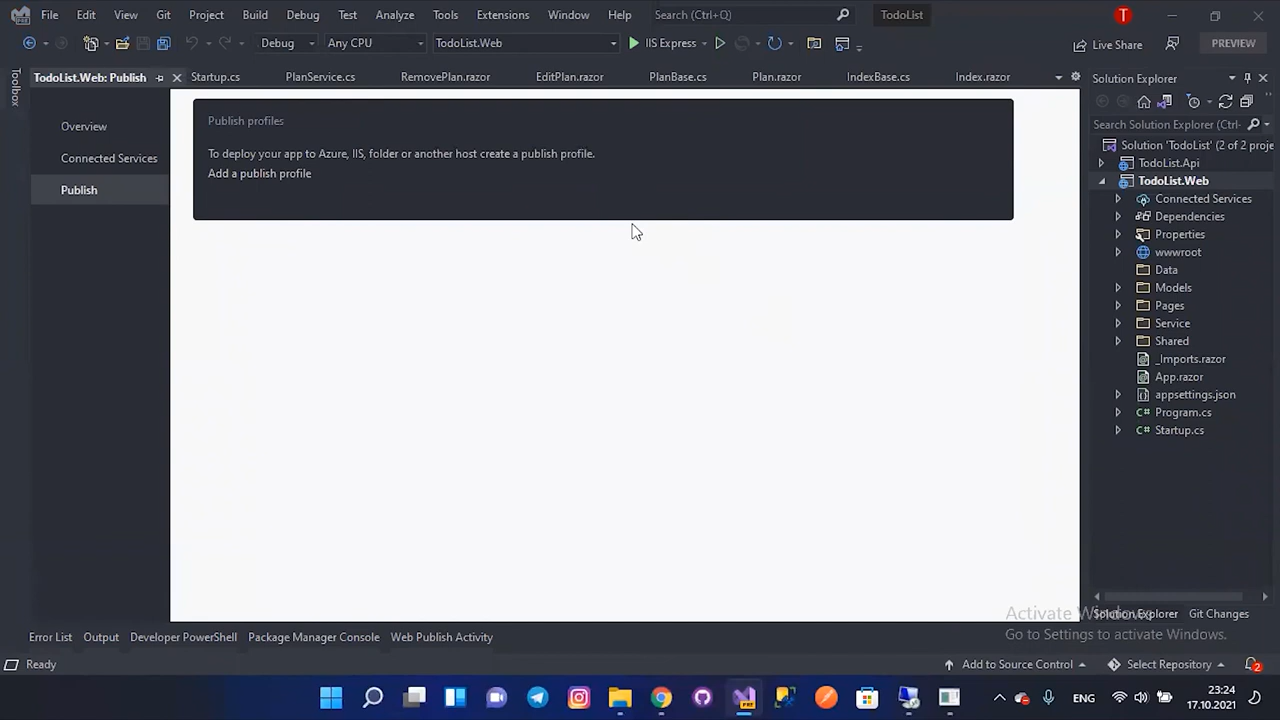 File Edit View Git Project Build Debug Test Analyze Tools Extensions Window Help Search (Ctrl+Q) TodoList T
Debug Any CPU TodoList.Web IIS Express Live Share PREVIEW
Toolbox
TodoList.Web: Publish Startup.cs PlanService.cs RemovePlan.razor EditPlan.razor PlanBase.cs Plan.razor IndexBase.cs Index.razor
Overview
Connected Services
Publish
Publish profiles
To deploy your app to Azure, IIS, folder or another host create a publish profile.
Add a publish profile
Solution Explorer
Search Solution Explorer (Ctrl+
Solution 'TodoList' (2 of 2 proje
TodoList.Api
TodoList.Web
Connected Services
Dependencies
Properties
wwwroot
Data
Models
Pages
Service
Shared
_Imports.razor
App.razor
appsettings.json
Program.cs
Startup.cs
Solution Explorer Git Changes
Activate Windows
Go to Settings to activate Windows.
Error List Output Developer PowerShell Package Manager Console Web Publish Activity
Ready Add to Source Control Select Repository 2
PRE ENG 23:24
17.10.2021